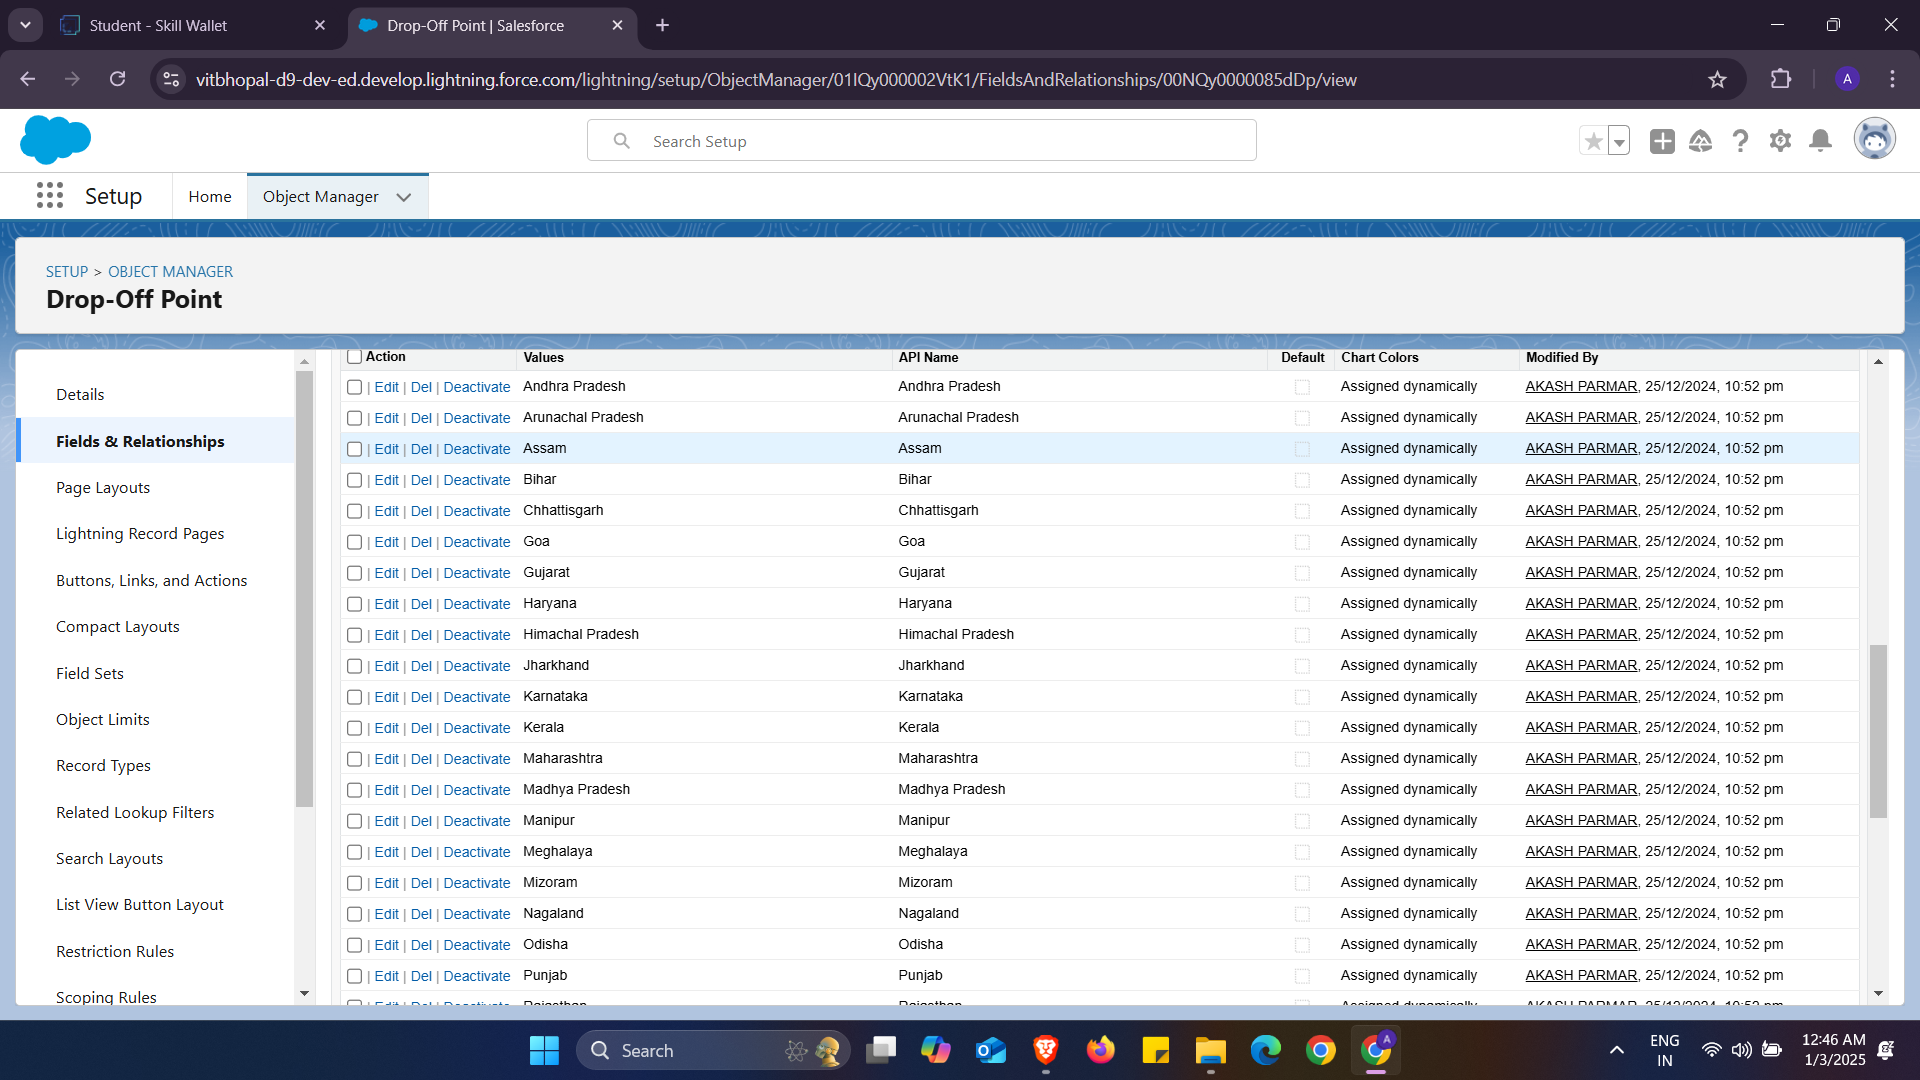 Student - Skill Wallet
Drop-Off Point | Salesforce
vitbhopal-d9-dev-ed.develop.lightning.force.com/lightning/setup/ObjectManager/01IQy000002VtK1/FieldsAndRelationships/00NQy0000085dDp/view
A
Search Setup
Setup
Home
Object Manager
SETUP > OBJECT MANAGER
Drop-Off Point
Details
Fields & Relationships
Page Layouts
Lightning Record Pages
Buttons, Links, and Actions
Compact Layouts
Field Sets
Object Limits
Record Types
Related Lookup Filters
Search Layouts
List View Button Layout
Restriction Rules
Scoping Rules
Action Values API Name Default Chart Colors Modified By
| Edit | Del | Deactivate Andhra Pradesh Andhra Pradesh Assigned dynamically AKASH PARMAR, 25/12/2024, 10:52 pm
| Edit | Del | Deactivate Arunachal Pradesh Arunachal Pradesh Assigned dynamically AKASH PARMAR, 25/12/2024, 10:52 pm
| Edit | Del | Deactivate Assam Assam Assigned dynamically AKASH PARMAR, 25/12/2024, 10:52 pm
| Edit | Del | Deactivate Bihar Bihar Assigned dynamically AKASH PARMAR, 25/12/2024, 10:52 pm
| Edit | Del | Deactivate Chhattisgarh Chhattisgarh Assigned dynamically AKASH PARMAR, 25/12/2024, 10:52 pm
| Edit | Del | Deactivate Goa Goa Assigned dynamically AKASH PARMAR, 25/12/2024, 10:52 pm
| Edit | Del | Deactivate Gujarat Gujarat Assigned dynamically AKASH PARMAR, 25/12/2024, 10:52 pm
| Edit | Del | Deactivate Haryana Haryana Assigned dynamically AKASH PARMAR, 25/12/2024, 10:52 pm
| Edit | Del | Deactivate Himachal Pradesh Himachal Pradesh Assigned dynamically AKASH PARMAR, 25/12/2024, 10:52 pm
| Edit | Del | Deactivate Jharkhand Jharkhand Assigned dynamically AKASH PARMAR, 25/12/2024, 10:52 pm
| Edit | Del | Deactivate Karnataka Karnataka Assigned dynamically AKASH PARMAR, 25/12/2024, 10:52 pm
| Edit | Del | Deactivate Kerala Kerala Assigned dynamically AKASH PARMAR, 25/12/2024, 10:52 pm
| Edit | Del | Deactivate Maharashtra Maharashtra Assigned dynamically AKASH PARMAR, 25/12/2024, 10:52 pm
| Edit | Del | Deactivate Madhya Pradesh Madhya Pradesh Assigned dynamically AKASH PARMAR, 25/12/2024, 10:52 pm
| Edit | Del | Deactivate Manipur Manipur Assigned dynamically AKASH PARMAR, 25/12/2024, 10:52 pm
| Edit | Del | Deactivate Meghalaya Meghalaya Assigned dynamically AKASH PARMAR, 25/12/2024, 10:52 pm
| Edit | Del | Deactivate Mizoram Mizoram Assigned dynamically AKASH PARMAR, 25/12/2024, 10:52 pm
| Edit | Del | Deactivate Nagaland Nagaland Assigned dynamically AKASH PARMAR, 25/12/2024, 10:52 pm
| Edit | Del | Deactivate Odisha Odisha Assigned dynamically AKASH PARMAR, 25/12/2024, 10:52 pm
| Edit | Del | Deactivate Punjab Punjab Assigned dynamically AKASH PARMAR, 25/12/2024, 10:52 pm
Search
A
ENG
IN
12:46 AM
1/3/2025